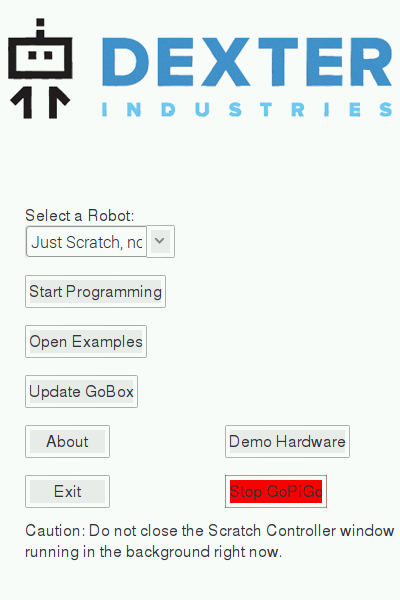 DEXTER
INDUSTRIES
Select a Robot:
Just Scratch, no
Start Programming
Open Examples
Update GoBox
About
Demo Hardware
Exit
Stop GoPiGo
Caution: Do not close the Scratch Controller window
running in the background right now.